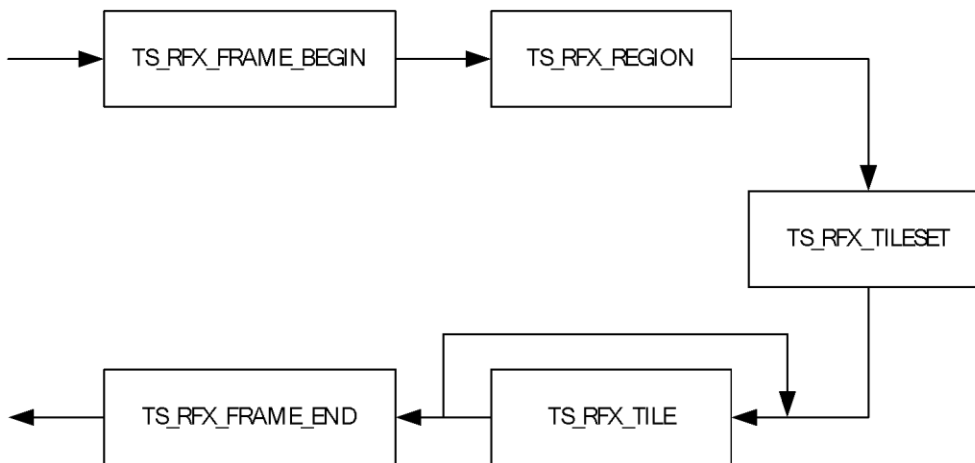 TS_RFX_FRAME_BEGIN
TS_RFX_REGION
TS_RFX_TILESET
TS_RFX_TILE
TS_RFX_FRAME_END